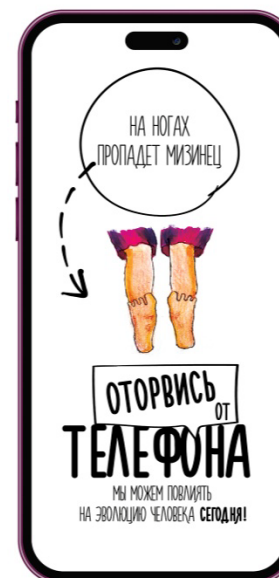 НА НОГАХ
ПРОПАДЕТ МИЗИНЕЦ
ОТОРВИСЬ
ОТ
ТЕЛЕФОНА
МЫ МОЖЕМ ПОВЛИЯТЬ
НА ЭВОЛЮЦИЮ ЧЕЛОВЕКА СЕГОДНЯ!